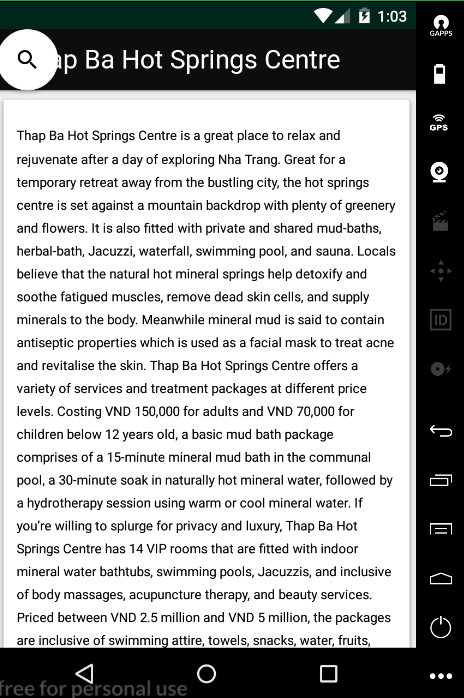 1:03
ap Ba Hot Springs Centre
Thap Ba Hot Springs Centre is a great place to relax and
rejuvenate after a day of exploring Nha Trang. Great for a
temporary retreat away from the bustling city, the hot springs
centre is set against a mountain backdrop with plenty of greenery
and flowers. It is also fitted with private and shared mud-baths,
herbal-bath, Jacuzzi, waterfall, swimming pool, and sauna. Locals
believe that the natural hot mineral springs help detoxify and
soothe fatigued muscles, remove dead skin cells, and supply
minerals to the body. Meanwhile mineral mud is said to contain
antiseptic properties which is used as a facial mask to treat acne
and revitalise the skin. Thap Ba Hot Springs Centre offers a
variety of services and treatment packages at different price
levels. Costing VND 150,000 for adults and VND 70,000 for
children below 12 years old, a basic mud bath package
comprises of a 15-minute mineral mud bath in the communal
pool, a 30-minute soak in naturally hot mineral water, followed by
a hydrotherapy session using warm or cool mineral water. If
you’re willing to splurge for privacy and luxury, Thap Ba Hot
Springs Centre has 14 VIP rooms that are fitted with indoor
mineral water bathtubs, swimming pools, Jacuzzis, and inclusive
of body massages, acupuncture therapy, and beauty services.
Priced between VND 2.5 million and VND 5 million, the packages
are inclusive of swimming attire, towels, snacks, water, fruits,
free for personal use
GAPPS
GPS
ID